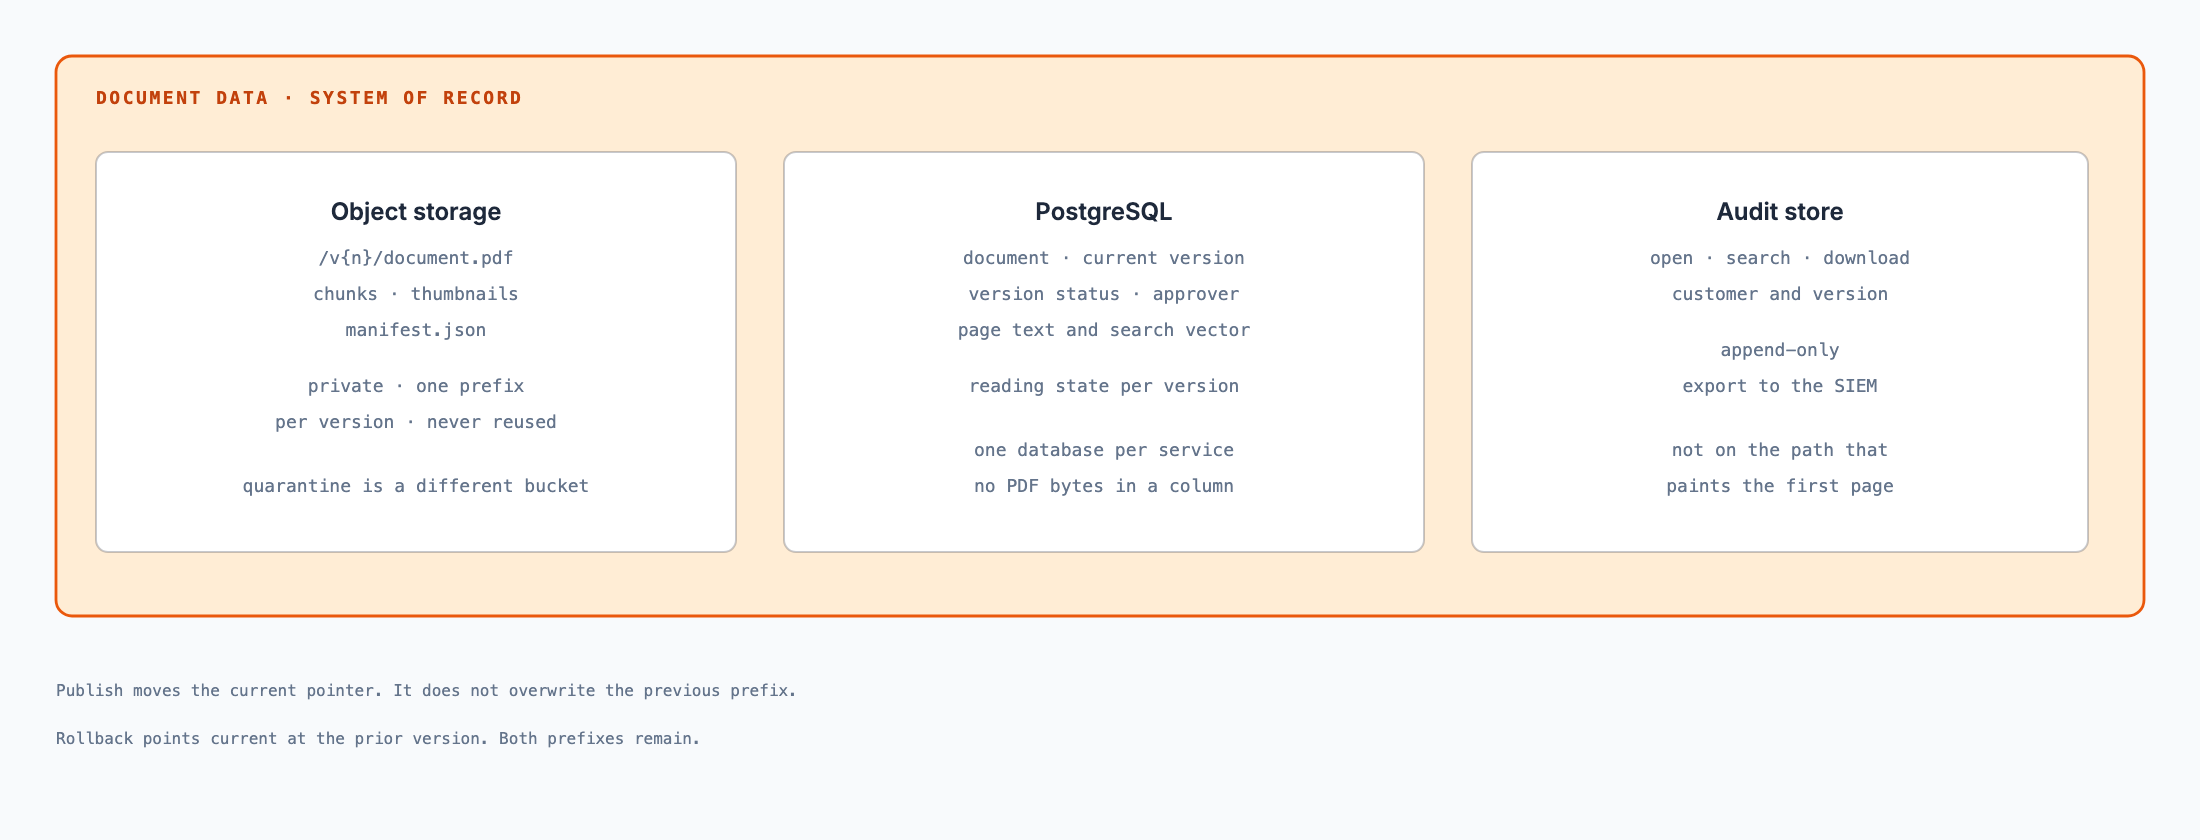 DOCUMENT DATA · SYSTEM OF RECORD
Object storage
/v{n}/document.pdf
chunks · thumbnails
manifest.json
private · one prefix
per version · never reused
quarantine is a different bucket
PostgreSQL
document · current version
version status · approver
page text and search vector
reading state per version
one database per service
no PDF bytes in a column
Audit store
open · search · download
customer and version
append-only
export to the SIEM
not on the path that
paints the first page
Publish moves the current pointer. It does not overwrite the previous prefix.
Rollback points current at the prior version. Both prefixes remain.